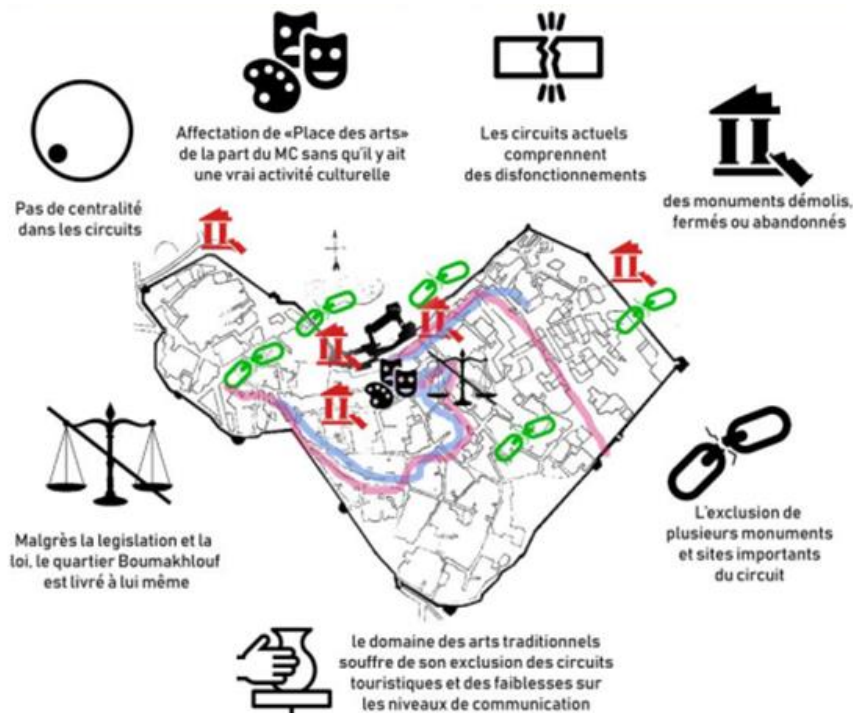 Affectation de «Place des arts»
de la part du MC sans qu'il y ait
une vrai activité culturelle
Les circuits actuels
comprennent
des disfonctionnements
des monuments démolis,
fermés ou abandonnés
Pas de centralité
dans les circuits
Malgrès la legislation et la
loi, le quartier Boumakhlouf
est livré à lui même
L'exclusion de
plusieurs monuments
et sites importants
du circuit
le domaine des arts traditionnels
souffre de son exclusion des circuits
touristiques et des faiblesses sur
les niveaux de communication